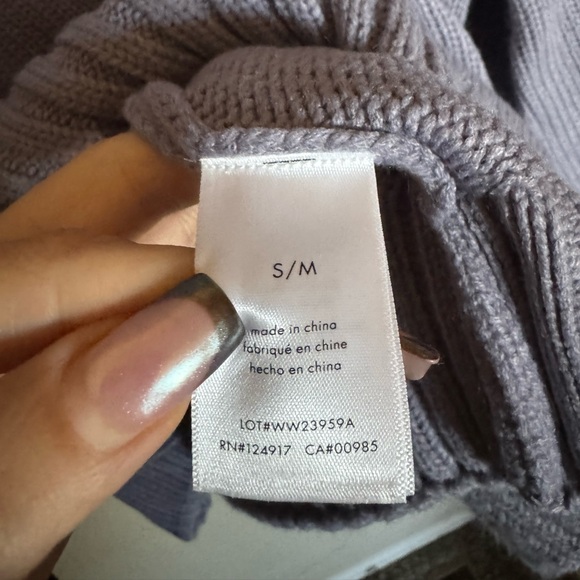 S/M
made in china
fabriqué en chine
hecho en china
LOT#WW23959A
RN#124917 CA#00985